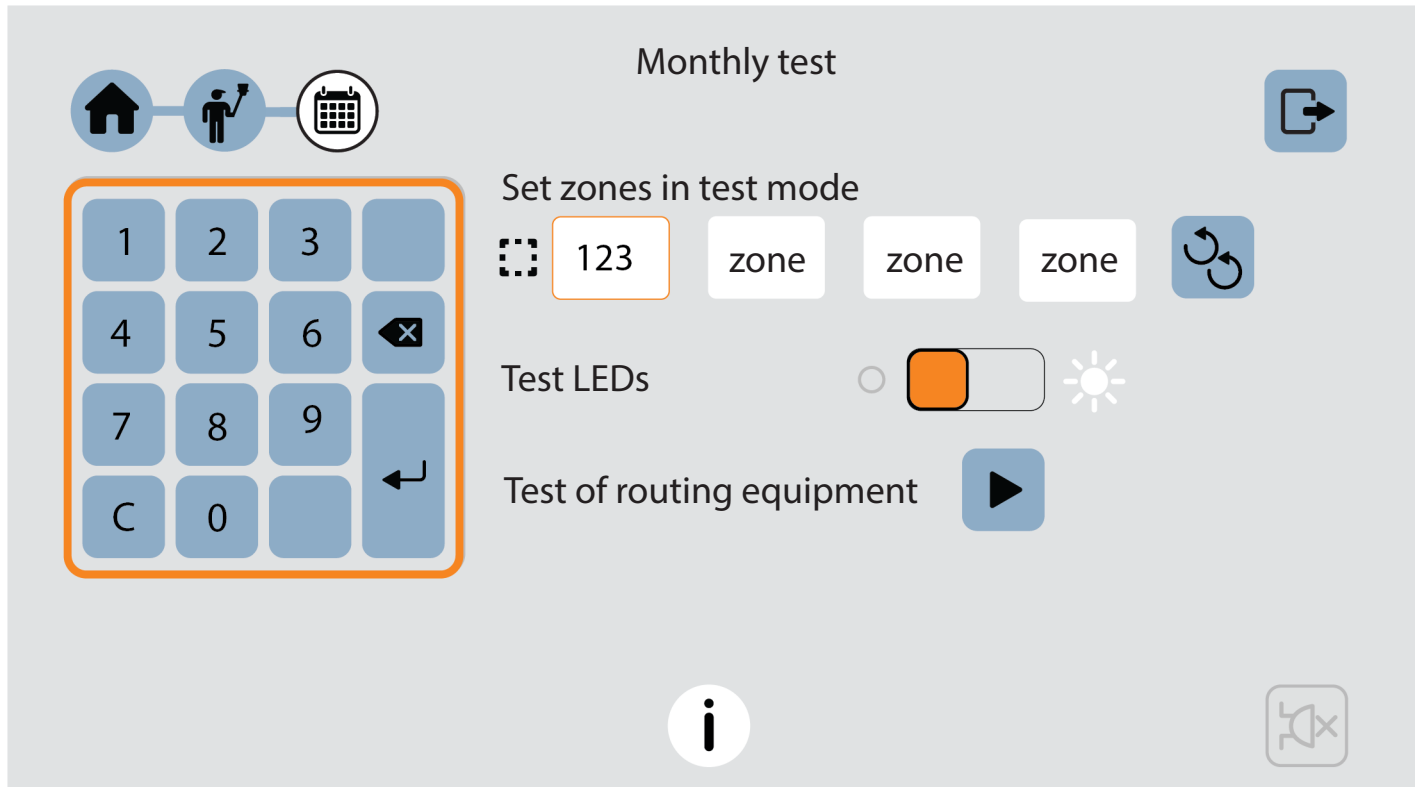 Monthly test
Set zones in test mode
123 zone zone zone
1 2 3
4 5 6
7 8 9
C 0
Test LEDs
Test of routing equipment
i